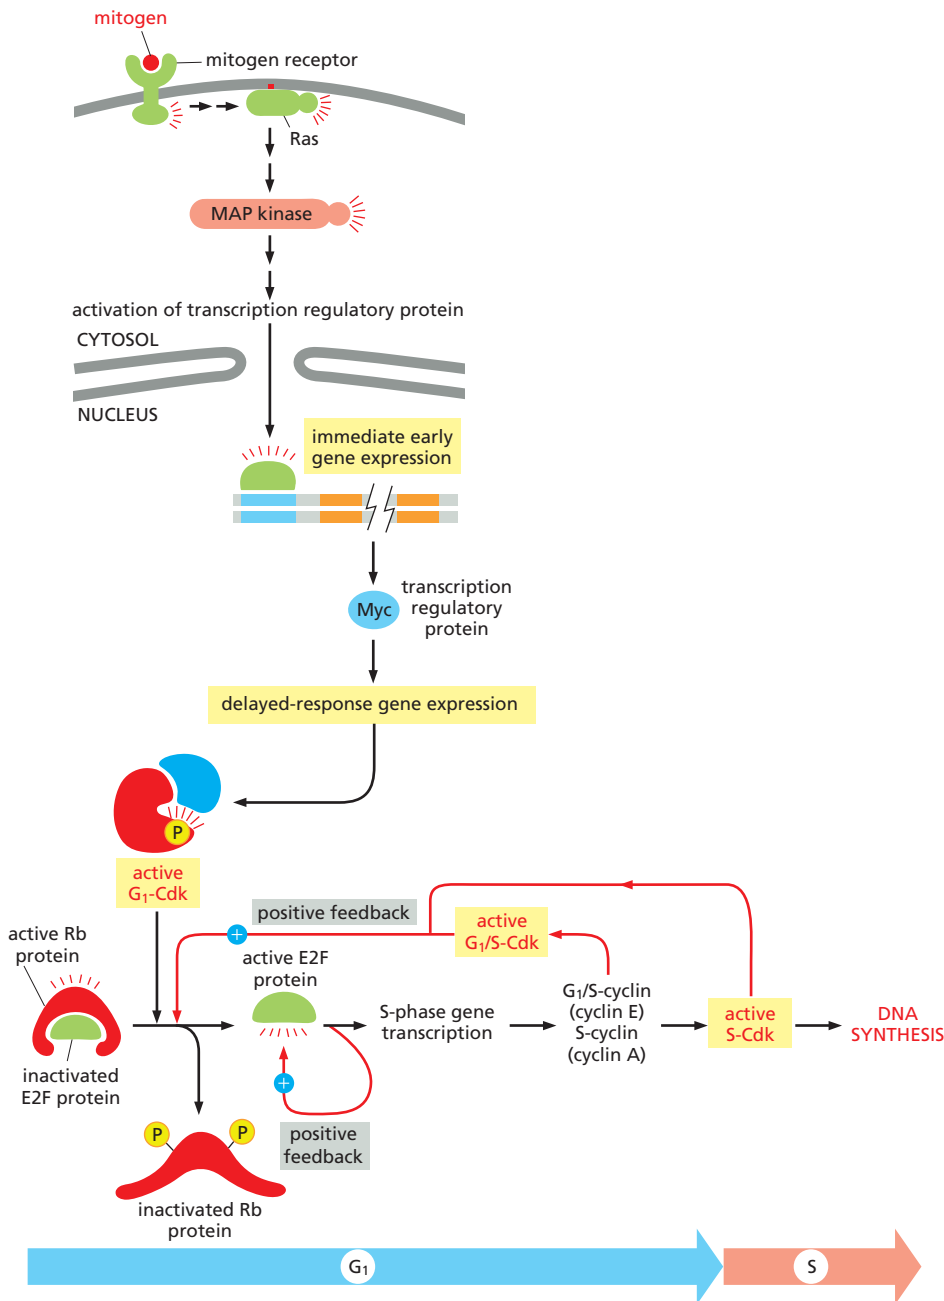 mitogen
mitogen receptor
Ras
MAP kinase
activation of transcription regulatory protein
CYTOSOL
NUCLEUS
immediate early
gene expression
transcription
regulatory
protein
Myc
delayed-response gene expression
P
active
G₁-Cdk
positive feedback
+
active
G₁/S-Cdk
active Rb
protein
active E2F
protein
S-phase gene
transcription
G₁/S-cyclin
(cyclin E)
S-cyclin
(cyclin A)
active
S-Cdk
DNA
SYNTHESIS
inactivated
E2F protein
+
positive
feedback
P
P
inactivated Rb
protein
G₁
S